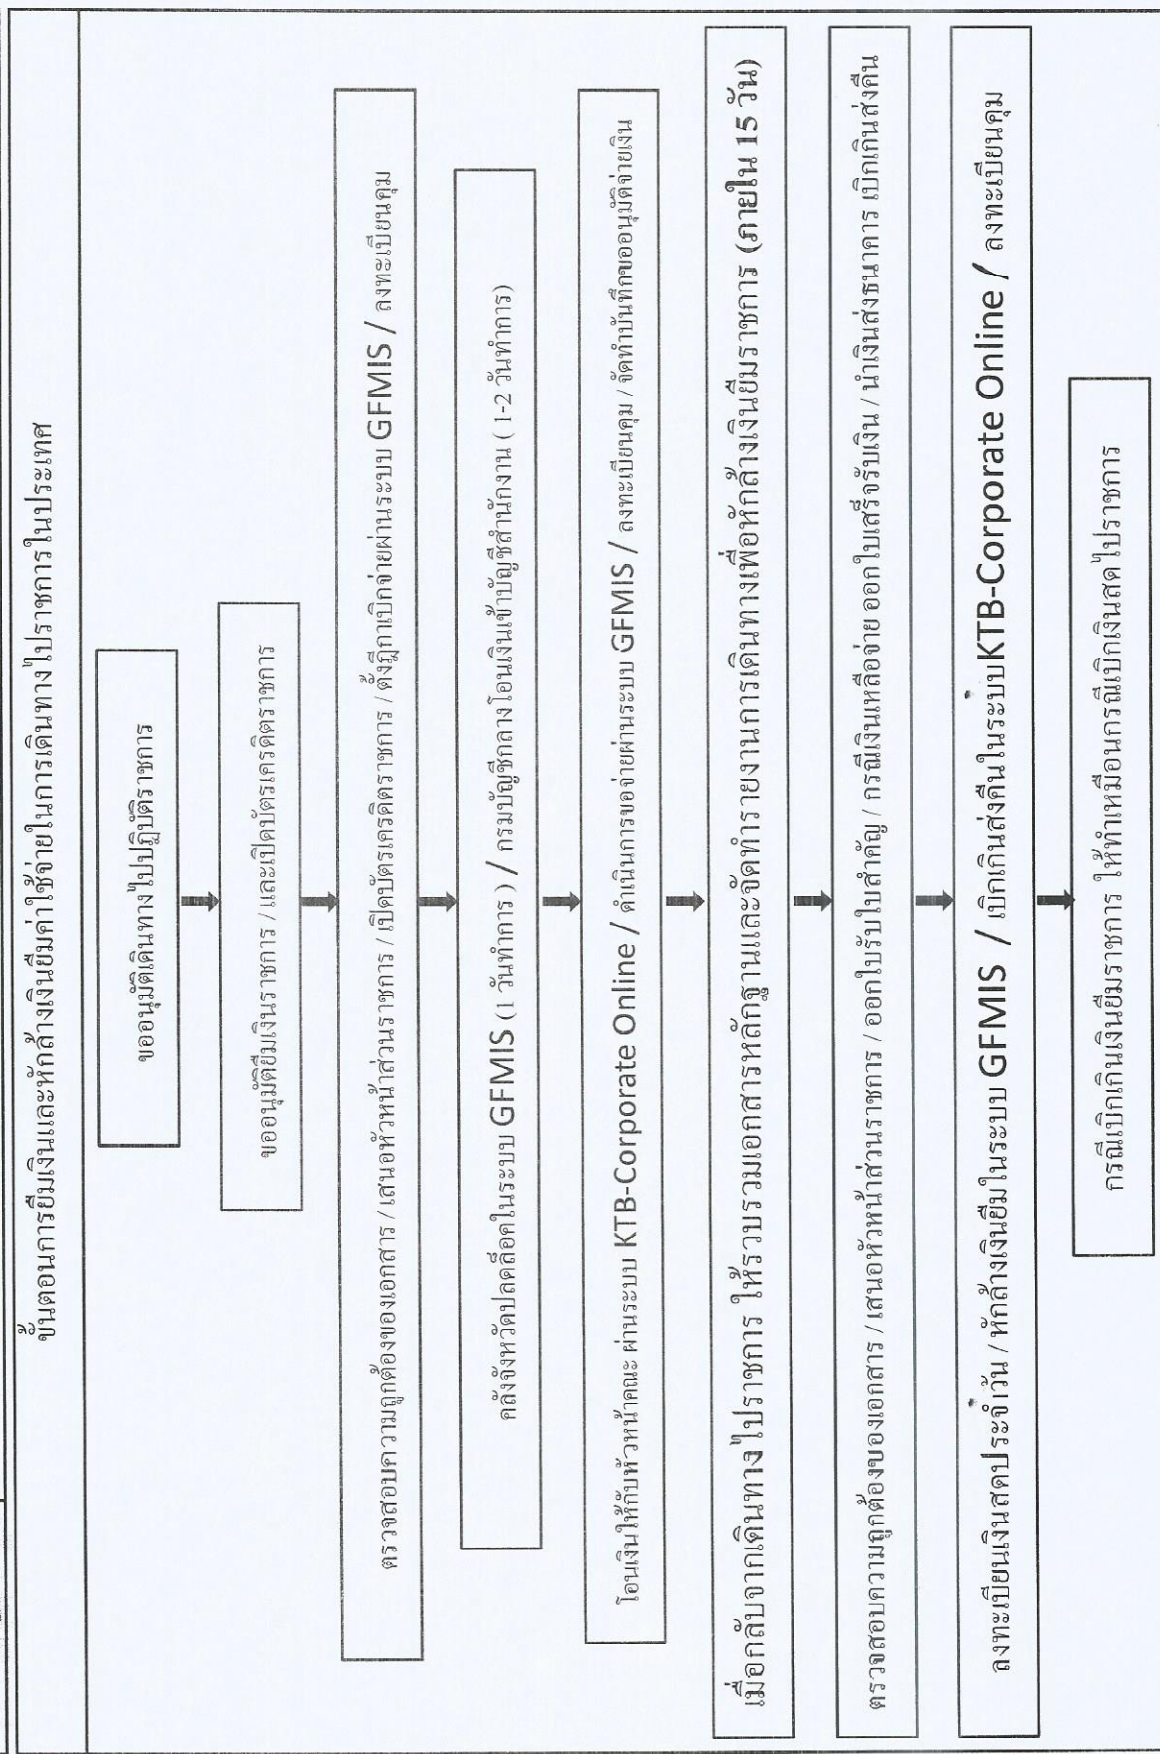 ขั้นตอนการยืมเงินและหักล้างเงินยืมค่าใช้จ่ายในการเดินทางไปราชการในประเทศ
ขออนุมัติเดินทางไปปฏิบัติราชการ
ขออนุมัติยืมเงินราชการ / และเปิดบัตรเครดิตราชการ
ตรวจสอบความถูกต้องของเอกสาร / เสนอหัวหน้าส่วนราชการ / เปิดบัตรเครดิตราชการ / ตั้งฎีกาเบิกจ่ายผ่านระบบ GFMIS / ลงทะเบียนคุม
คลังจังหวัดปลดล็อคในระบบ GFMIS (1 วันทำการ ) / กรมบัญชีกลางโอนเงินเข้าบัญชีสำนักงาน ( 1-2 วันทำการ)
โอนเงินให้กับหัวหน้าคณะ ผ่านระบบ KTB-Corporate Online / ดำเนินการขอจ่ายผ่านระบบ GFMIS / ลงทะเบียนคุม / จัดทำบันทึกขออนุมัติจ่ายเงิน
เมื่อกลับจากเดินทางไปราชการ ให้รวบรวมเอกสารหลักฐานและจัดทำรายงานการเดินทางเพื่อหักล้างเงินยืมราชการ (ภายใน 15 วัน)
ตรวจสอบความถูกต้องของเอกสาร / เสนอหัวหน้าส่วนราชการ / ออกใบรับใบสำคัญ / กรณีเงินเหลือจ่าย ออกใบเสร็จรับเงิน / นำเงินส่งธนาคาร เบิกเกินส่งคืน
ลงทะเบียนเงินสดประจำวัน / หักล้างเงินยืมในระบบ GFMIS / เบิกเกินส่งคืนในระบบKTB-Corporate Online / ลงทะเบียนคุม
กรณีเบิกเกินเงินยืมราชการ ให้ทำเหมือนกรณีเบิกเงินสดไปราชการ